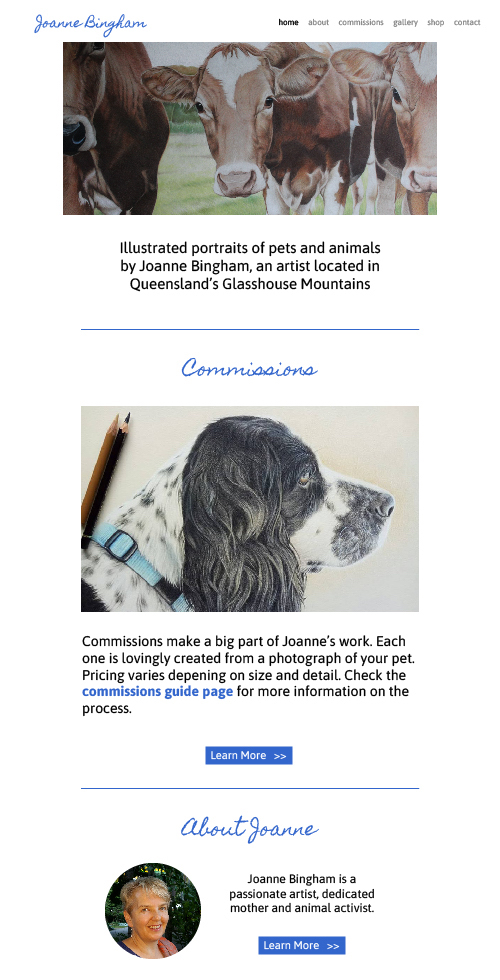 Joanne Bingham
home about commissions gallery shop contact
Illustrated portraits of pets and animals
by Joanne Bingham, an artist located in
Queensland's Glasshouse Mountains
Commissions
Commissions make a big part of Joanne's work. Each
one is lovingly created from a photograph of your pet.
Pricing varies depening on size and detail. Check the
commissions guide page for more information on the
process.
Learn More >>
About Joanne
Joanne Bingham is a
passionate artist, dedicated
mother and animal activist.
Learn More >>